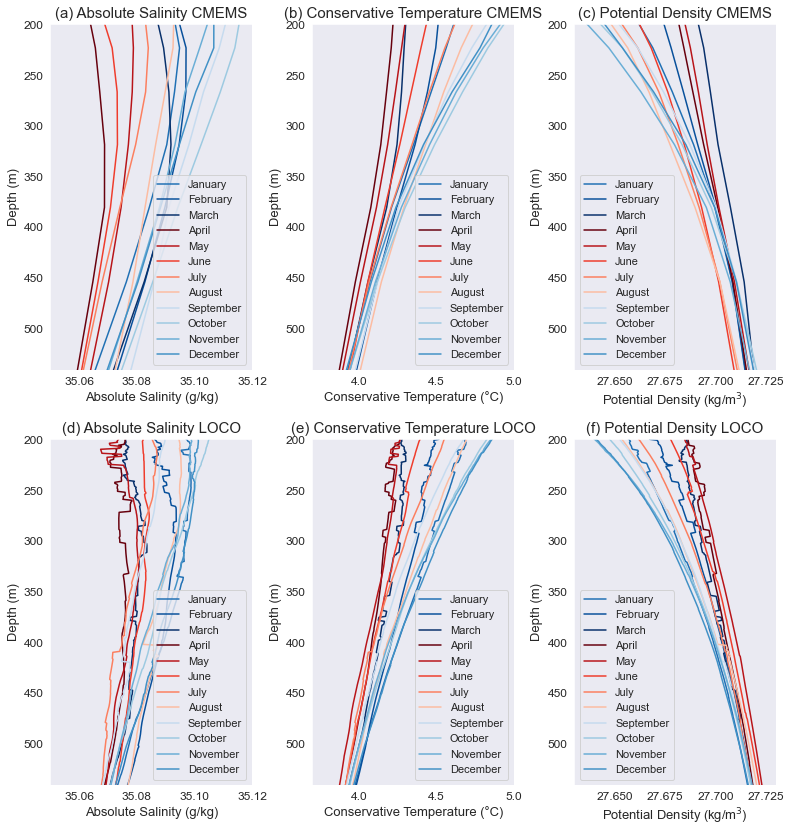 (a) Absolute Salinity CMEMS
200
250
300
350
400
450
500
Depth (m)
January
February
March
April
May
June
July
August
September
October
November
December
35.06 35.08 35.10 35.12
Absolute Salinity (g/kg)
(b) Conservative Temperature CMEMS
200
250
300
350
400
450
500
Depth (m)
January
February
March
April
May
June
July
August
September
October
November
December
4.0 4.5 5.0
Conservative Temperature (°C)
(c) Potential Density CMEMS
200
250
300
350
400
450
500
Depth (m)
January
February
March
April
May
June
July
August
September
October
November
December
27.650 27.675 27.700 27.725
Potential Density (kg/m³)
(d) Absolute Salinity LOCO
200
250
300
350
400
450
500
Depth (m)
January
February
March
April
May
June
July
August
September
October
November
December
35.06 35.08 35.10 35.12
Absolute Salinity (g/kg)
(e) Conservative Temperature LOCO
200
250
300
350
400
450
500
Depth (m)
January
February
March
April
May
June
July
August
September
October
November
December
4.0 4.5 5.0
Conservative Temperature (°C)
(f) Potential Density LOCO
200
250
300
350
400
450
500
Depth (m)
January
February
March
April
May
June
July
August
September
October
November
December
27.650 27.675 27.700 27.725
Potential Density (kg/m³)